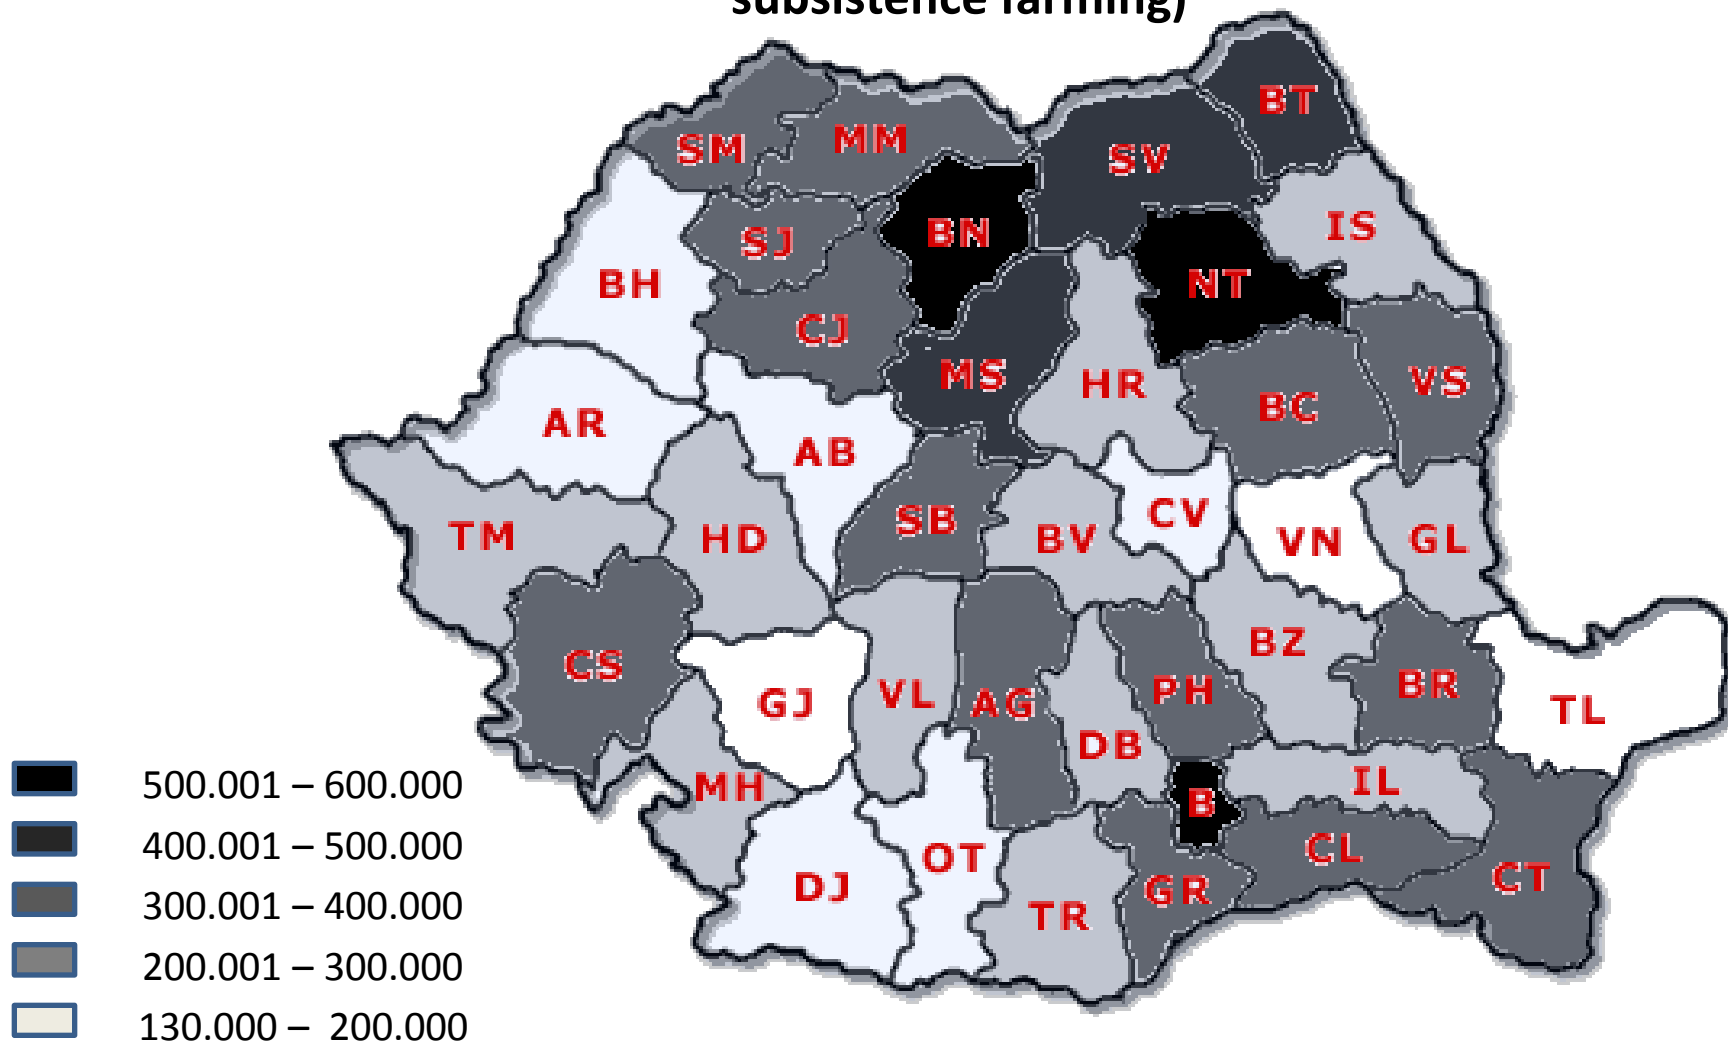 subsistence farming)
BT
SM MM SV
IS
SJ BN
BH NT
CJ
MS HR VS
BC
AR AB
TM HD SB BV CV VN GL
BZ
CS
GJ VL AG PH BR TL
DB
MH B IL
OT CL
DJ TR GR CT
500.001 – 600.000
400.001 – 500.000
300.001 – 400.000
200.001 – 300.000
130.000 – 200.000